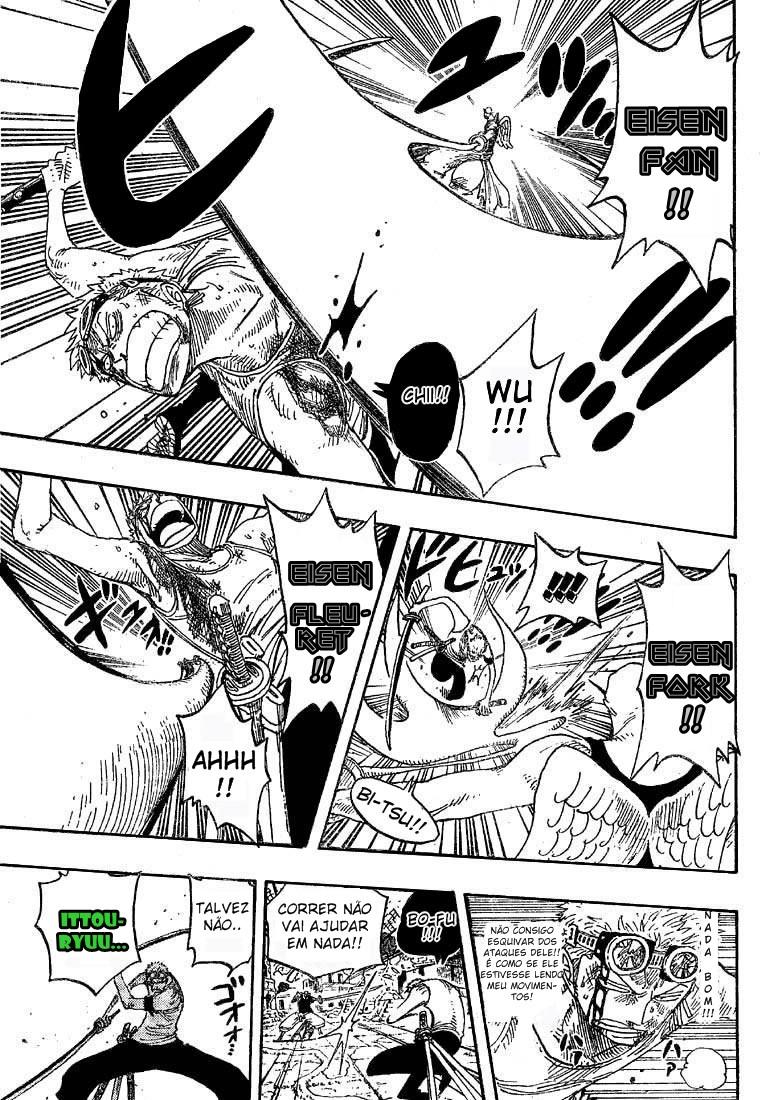 EISEN
FAN
!!
ヒュ
WU
!!!
CHII!!
EISEN
FORK
!!
!!!
BI-TSU!!
EISEN
FLEU-
RET
!!
AHHH
!!
NADA BOM!!!
NÃO CONSIGO
ESQUIVAR DOS
ATAQUES DELE!!
É COMO SE ELE
ESTIVESSE LENDO
MEU MOVIMEN-
TOS!
BO-FU
!!!
CORRER NÃO
VAI AJUDAR
EM NADA!!
TALVEZ
NÃO..
ITTOU-
RYUU...